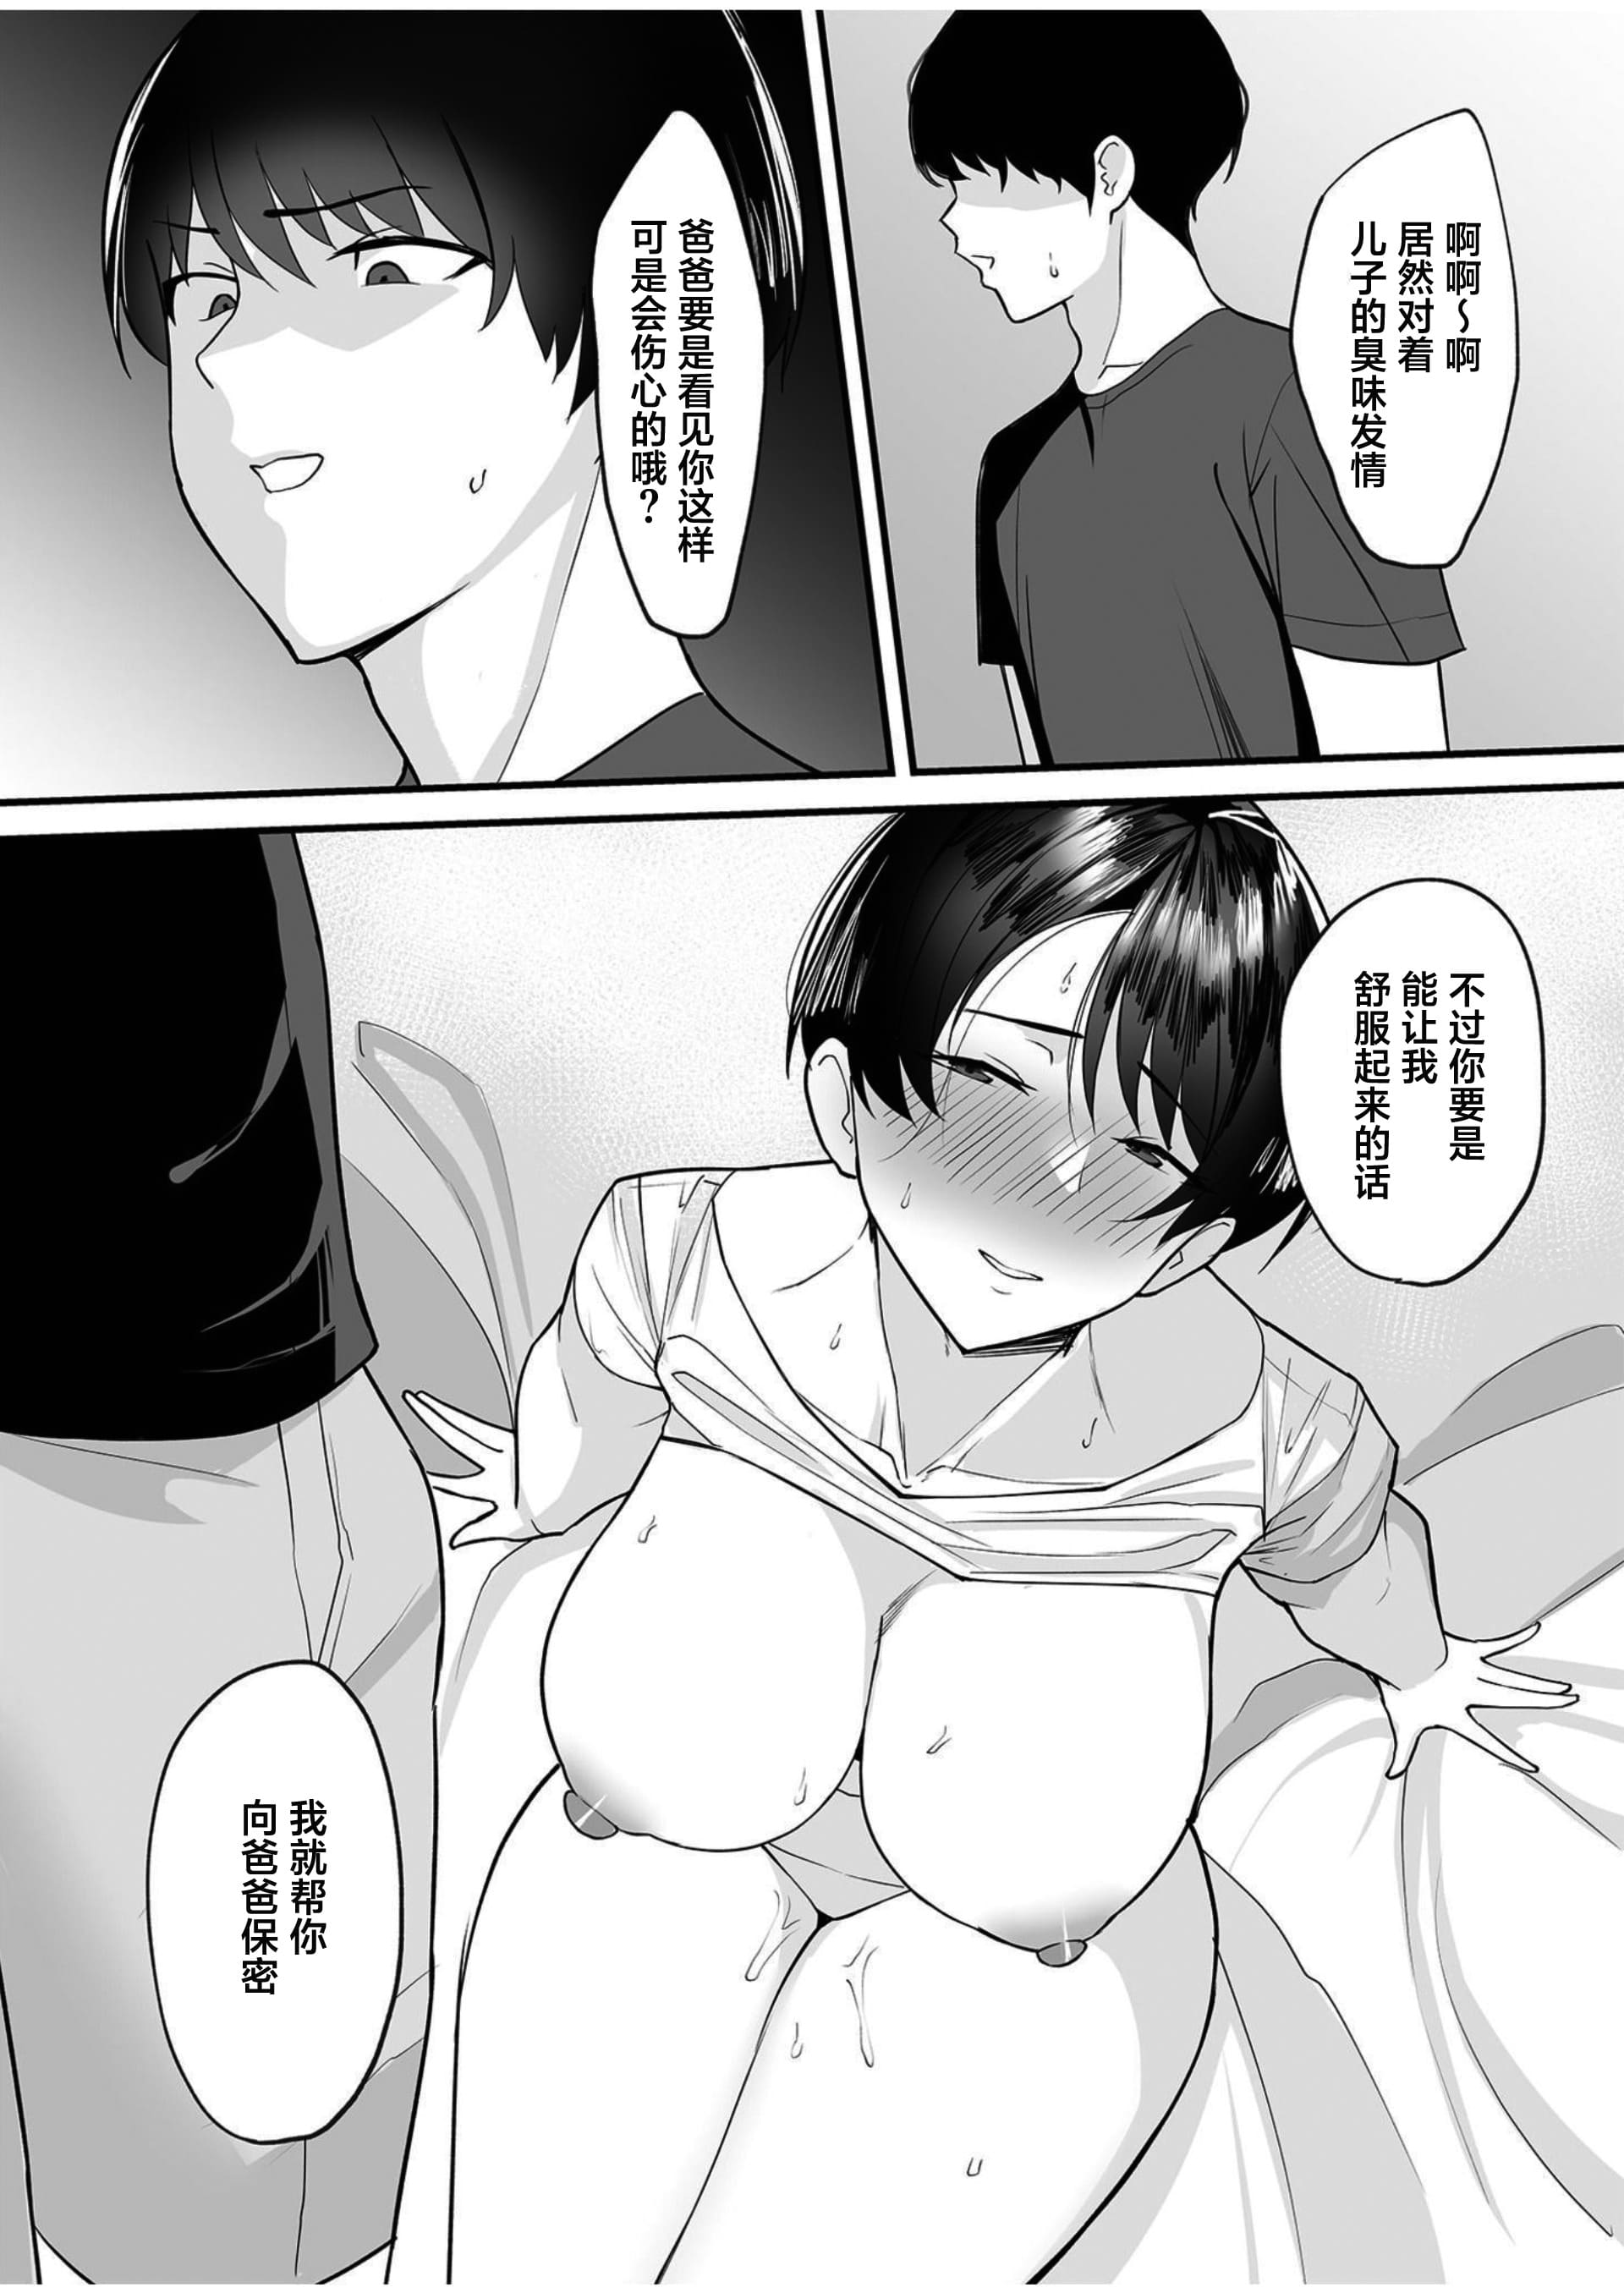 啊啊～啊
居然对着
儿子的臭味发情
爸爸要是看见你这样
可是会伤心的哦？
不过你要是
能让我
舒服起来的话
我就帮你
向爸爸保密